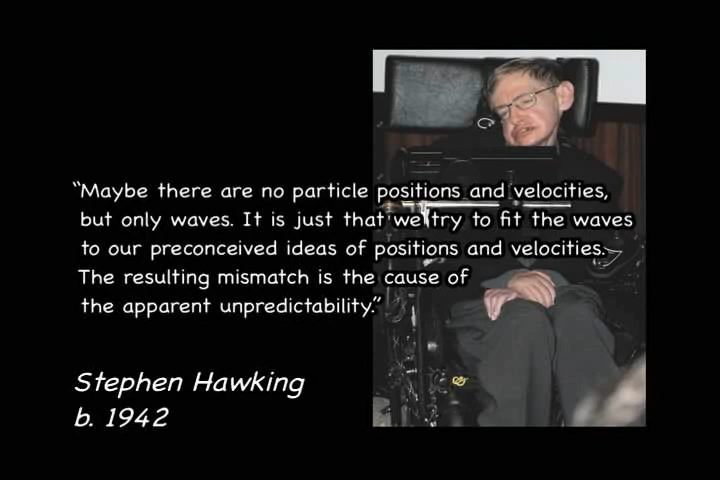 “Maybe there are no particle positions and velocities,
but only waves. It is just that we try to fit the waves
to our preconceived ideas of positions and velocities.
The resulting mismatch is the cause of
the apparent unpredictability.”
Stephen Hawking
b. 1942